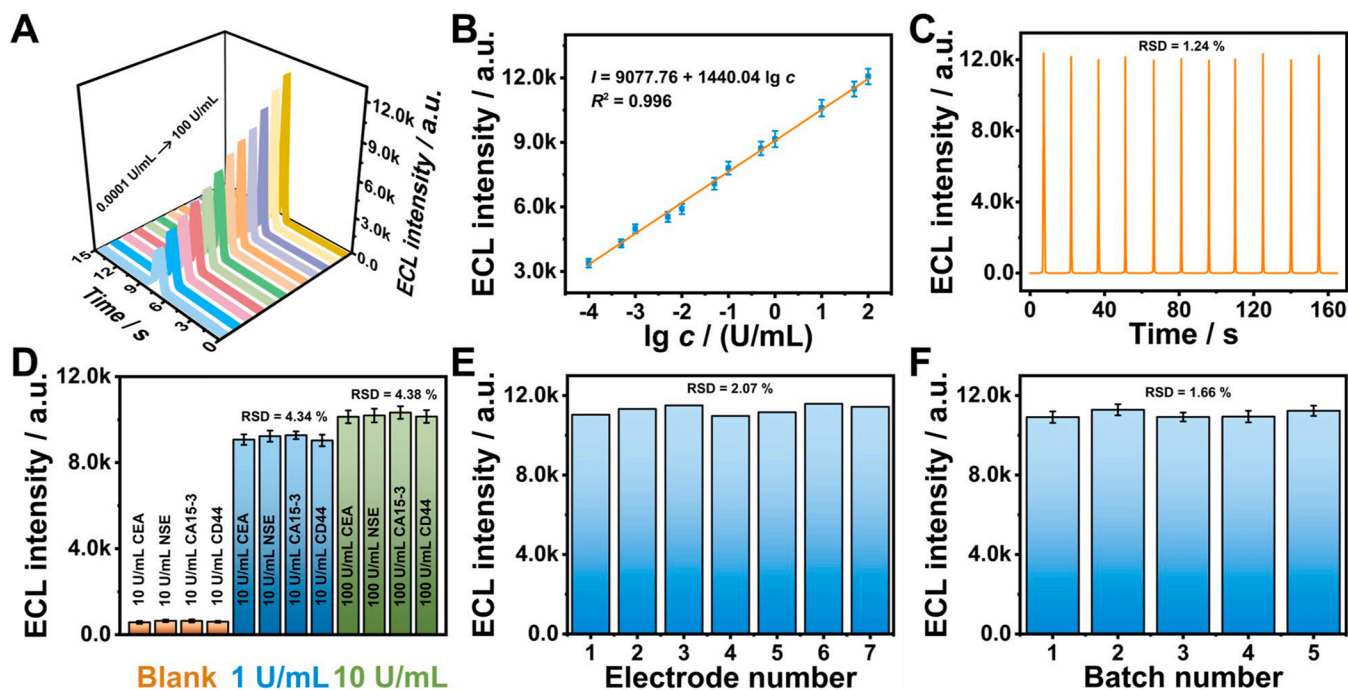 A
0.0001 U/mL → 100 U/mL
12.0k
9.0k
6.0k
3.0k
0.0
ECL intensity / a.u.
15
12
9
6
3
0
Time / s
B
ECL intensity / a.u.
12.0k
9.0k
6.0k
3.0k
I = 9077.76 + 1440.04 lg c
R² = 0.996
-4 -3 -2 -1 0 1 2
lg c / (U/mL)
C
ECL intensity / a.u.
12.0k
8.0k
4.0k
0.0
RSD = 1.24 %
0 40 80 120 160
Time / s
D
ECL intensity / a.u.
12.0k
8.0k
4.0k
0.0
RSD = 4.34 %
RSD = 4.38 %
10 U/mL CEA
10 U/mL NSE
10 U/mL CA15-3
10 U/mL CD44
10 U/mL CEA
10 U/mL NSE
10 U/mL CA15-3
10 U/mL CD44
100 U/mL CEA
100 U/mL NSE
100 U/mL CA15-3
100 U/mL CD44
Blank 1 U/mL 10 U/mL
E
ECL intensity / a.u.
12.0k
8.0k
4.0k
0.0
RSD = 2.07 %
1 2 3 4 5 6 7
Electrode number
F
ECL intensity / a.u.
12.0k
8.0k
4.0k
0.0
RSD = 1.66 %
1 2 3 4 5
Batch number